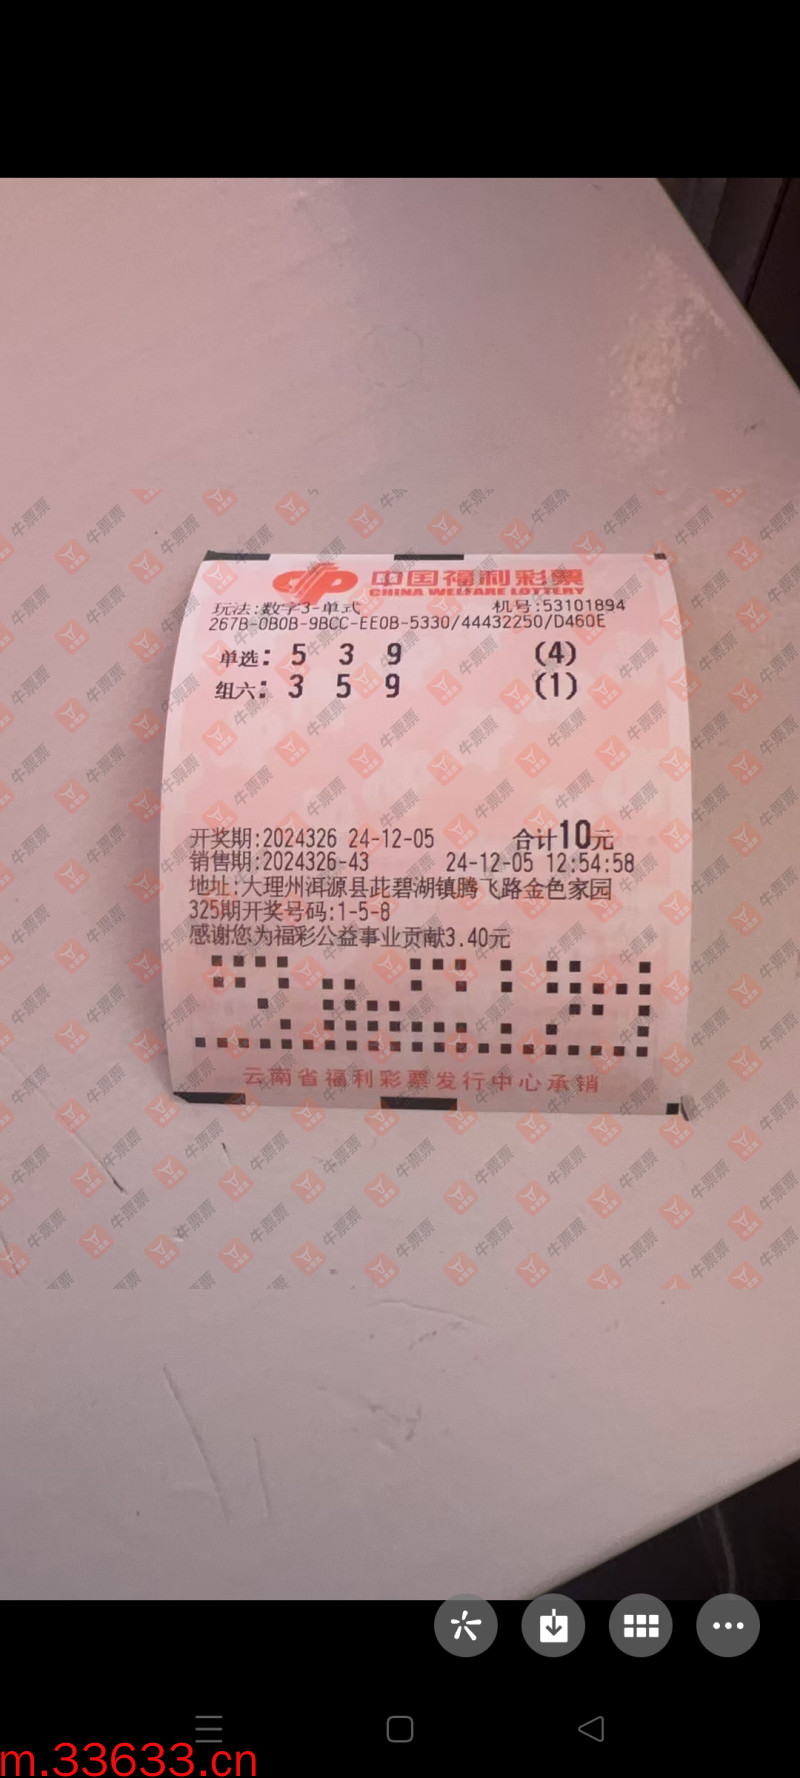 中国福利彩票
CHINA WELFARE LOTTERY
玩法:数字3-单式 机号:53101894
267B-0B0B-9BCC-EE0B-5330/44432250/D460E
单选: 5 3 9 (4)
组六: 3 5 9 (1)
开奖期:2024326 24-12-05 合计10元
销售期:2024326-43 24-12-05 12:54:58
地址:大理州洱源县茈碧湖镇腾飞路金色家园
325期开奖号码:1-5-8
感谢您为福彩公益事业贡献3.40元
云南省福利彩票发行中心承销
牛票票
m.33633.cn